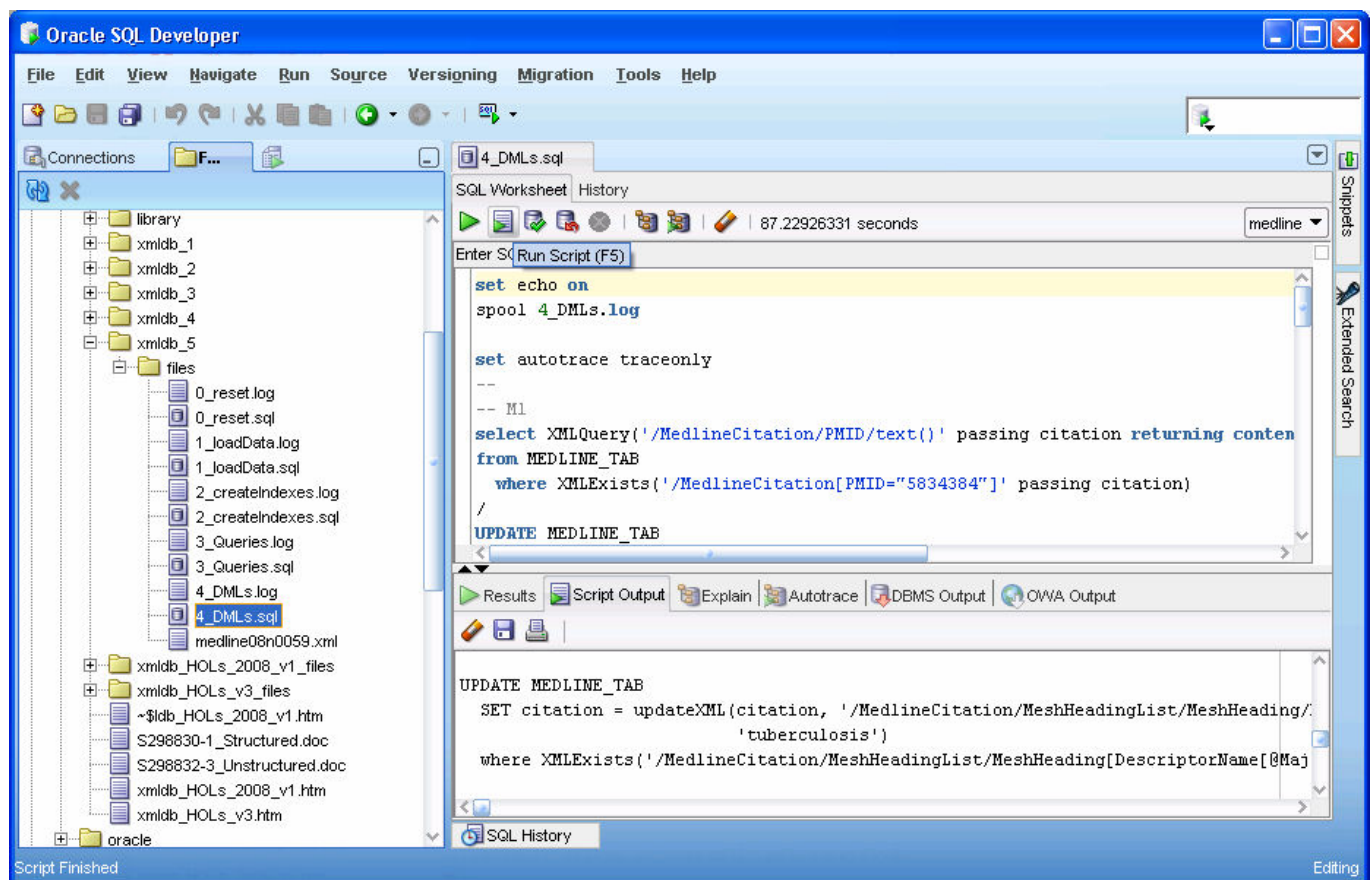 Oracle SQL Developer
File Edit View Navigate Run Source Versioning Migration Tools Help
Connections
F...
library
xmldb_1
xmldb_2
xmldb_3
xmldb_4
xmldb_5
files
0_reset.log
0_reset.sql
1_loadData.log
1_loadData.sql
2_createIndexes.log
2_createIndexes.sql
3_Queries.log
3_Queries.sql
4_DMLs.log
4_DMLs.sql
medline08n0059.xml
xmldb_HOLs_2008_v1_files
xmldb_HOLs_v3_files
~$ldb_HOLs_2008_v1.htm
S298830-1_Structured.doc
S298832-3_Unstructured.doc
xmldb_HOLs_2008_v1.htm
xmldb_HOLs_v3.htm
oracle
4_DMLs.sql
SQL Worksheet History
87.22926331 seconds
medline
Enter SQ
Run Script (F5)
set echo on
spool 4_DMLs.log
set autotrace traceonly
--
-- M1
select XMLQuery('/MedlineCitation/PMID/text()' passing citation returning conten
from MEDLINE_TAB
where XMLExists('/MedlineCitation[PMID="5834384"]' passing citation)
/
UPDATE MEDLINE_TAB
Results Script Output Explain Autotrace DBMS Output OWA Output
UPDATE MEDLINE_TAB
SET citation = updateXML(citation, '/MedlineCitation/MeshHeadingList/MeshHeading/
'tuberculosis')
where XMLExists('/MedlineCitation/MeshHeadingList/MeshHeading[DescriptorName[@Maj
SQL History
Snippets
Extended Search
Script Finished
Editing